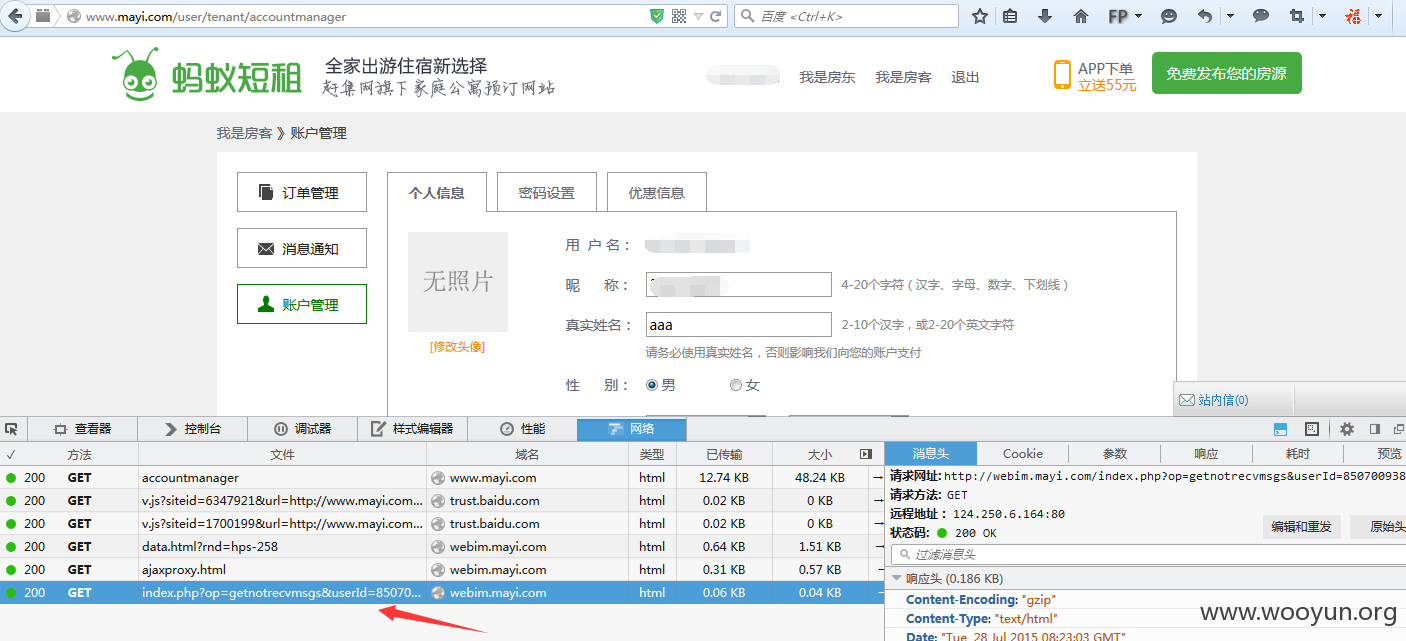 www.mayi.com/user/tenant/accountmanager
百度 <Ctrl+K>
FP
福
蚂蚁短租
全家出游住宿新选择
赶集网旗下家庭公寓预订网站
我是房东 我是房客 退出
APP下单
立送55元
免费发布您的房源
我是房客 》账户管理
订单管理
消息通知
账户管理
个人信息 密码设置 优惠信息
无照片
[修改头像]
用 户 名：
昵 称： 4-20个字符（汉字、字母、数字、下划线）
真实姓名： aaa 2-10个汉字，或2-20个英文字符
请务必使用真实姓名，否则影响我们向您的账户支付
性 别： 男 女
站内信(0)
查看器 控制台 调试器 样式编辑器 性能 网络
✓ 方法 文件 域名 类型 已传输 大小
200 GET accountmanager www.mayi.com html 12.74 KB 48.24 KB
200 GET v.js?siteid=6347921&url=http://www.mayi.com... trust.baidu.com html 0.02 KB 0 KB
200 GET v.js?siteid=1700199&url=http://www.mayi.com... trust.baidu.com html 0.02 KB 0 KB
200 GET data.html?rnd=hps-258 webim.mayi.com html 0.64 KB 1.51 KB
200 GET ajaxproxy.html webim.mayi.com html 0.31 KB 0.57 KB
200 GET index.php?op=getnotrecvmsgs&userId=85070... webim.mayi.com html 0.06 KB 0.04 KB
消息头 Cookie 参数 响应 耗时 预览
请求网址: http://webim.mayi.com/index.php?op=getnotrecvmsgs&userId=850700938
请求方法: GET
远程地址: 124.250.6.164:80
状态码: 200 OK
编辑和重发 原始头
过滤消息头
响应头 (0.186 KB)
Content-Encoding: "gzip"
Content-Type: "text/html"
Date: "Tue, 28 Jul 2015 08:23:03 GMT"
www.wooyun.org